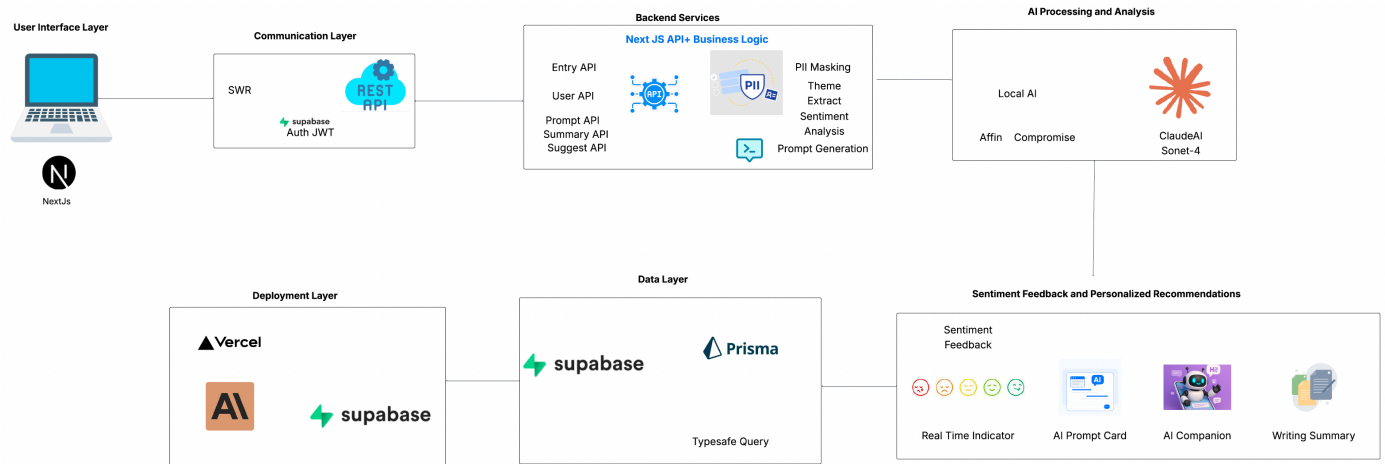 User Interface Layer
NextJs
Communication Layer
SWR
REST
API
supabase
Auth JWT
Backend Services
Next JS API+ Business Logic
Entry API
User API
Prompt API
Summary API
Suggest API
API
PII
PII Masking
Theme
Extract
Sentiment
Analysis
Prompt Generation
AI Processing and Analysis
Local AI
Affin Compromise
ClaudeAI
Sonet-4
Deployment Layer
Vercel
AI
supabase
Data Layer
supabase
Prisma
Typesafe Query
Sentiment Feedback and Personalized Recommendations
Sentiment
Feedback
Real Time Indicator
AI
AI Prompt Card
Hi!
AI Companion
Writing Summary